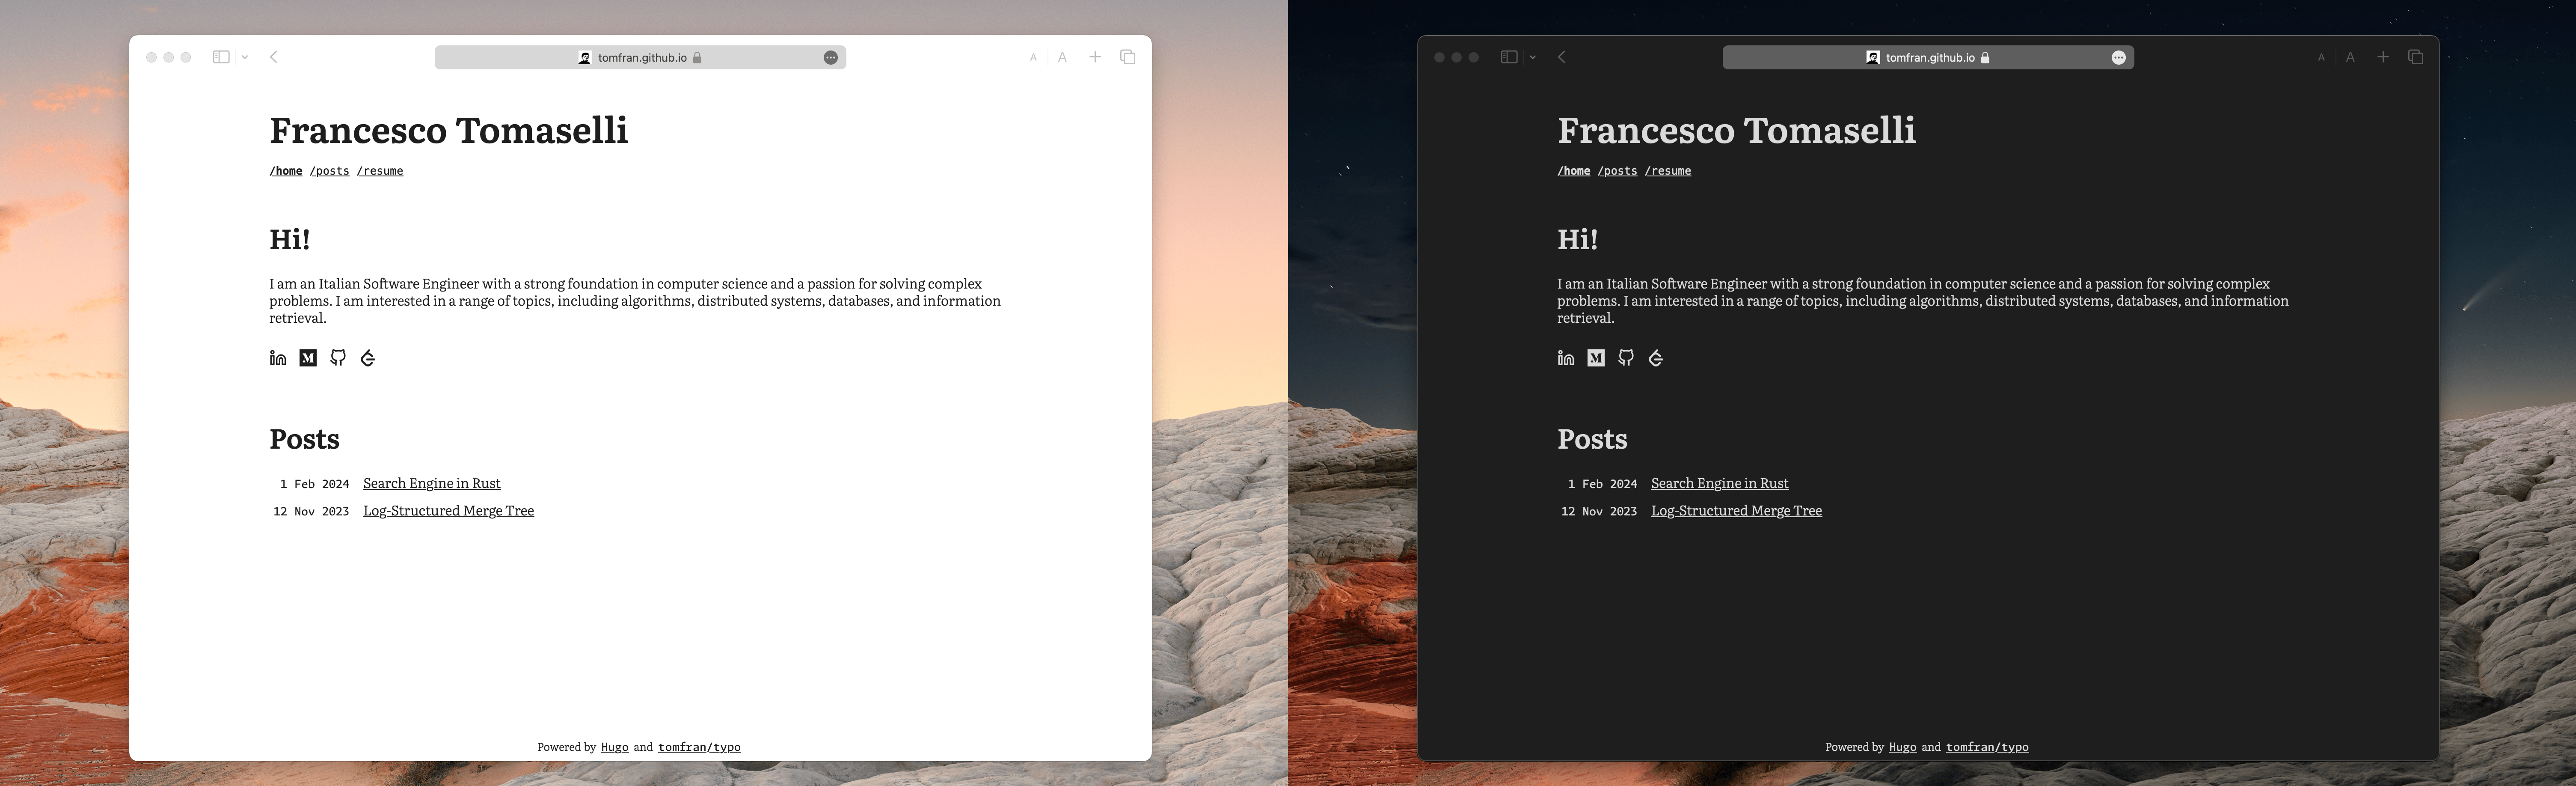 tomfran.github.io
A A
Francesco Tomaselli
/home /posts /resume
Hi!
I am an Italian Software Engineer with a strong foundation in computer science and a passion for solving complex
problems. I am interested in a range of topics, including algorithms, distributed systems, databases, and information
retrieval.
in M
Posts
1 Feb 2024 Search Engine in Rust
12 Nov 2023 Log-Structured Merge Tree
Powered by Hugo and tomfran/typo
tomfran.github.io
A A
Francesco Tomaselli
/home /posts /resume
Hi!
I am an Italian Software Engineer with a strong foundation in computer science and a passion for solving complex
problems. I am interested in a range of topics, including algorithms, distributed systems, databases, and information
retrieval.
in M
Posts
1 Feb 2024 Search Engine in Rust
12 Nov 2023 Log-Structured Merge Tree
Powered by Hugo and tomfran/typo